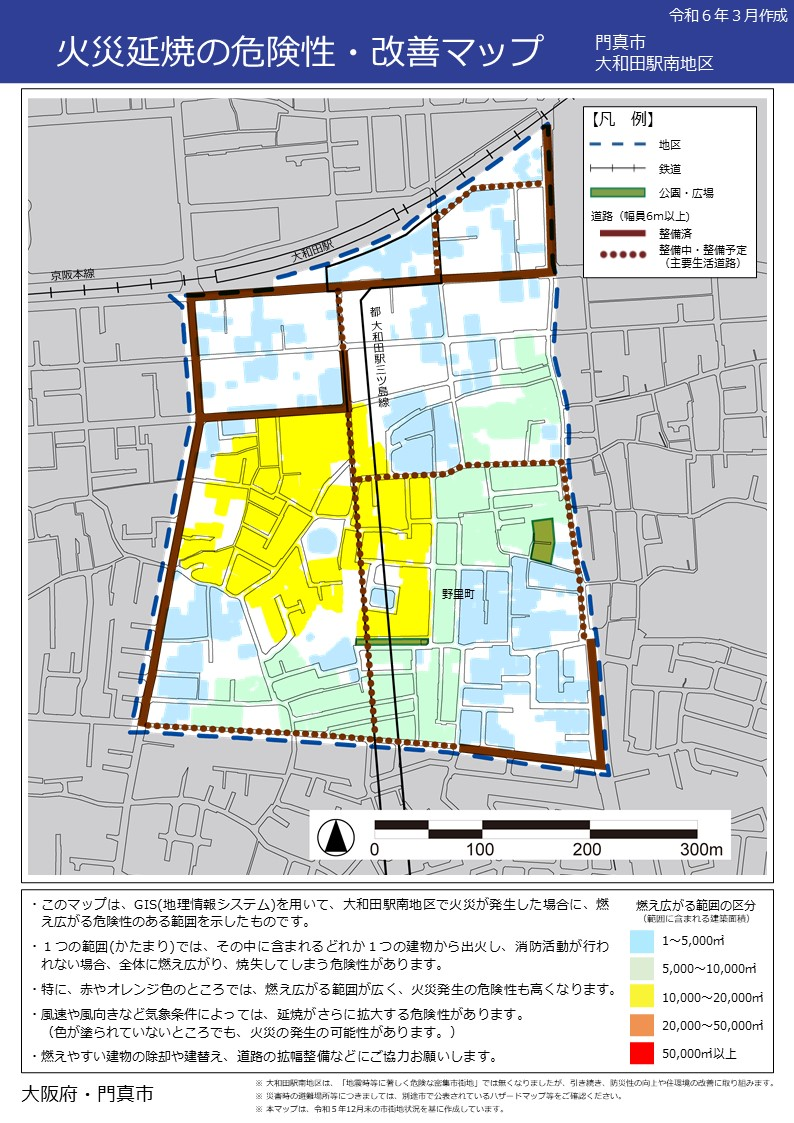 令和６年３月作成
火災延焼の危険性・改善マップ
門真市
大和田駅南地区
【凡　例】
地区
鉄道
公園・広場
道路（幅員6m以上）
整備済
整備中・整備予定
（主要生活道路）
大和田駅
京阪本線
都 大和田駅三ツ島線
野里町
0 100 200 300m
・このマップは、GIS(地理情報システム)を用いて、大和田駅南地区で火災が発生した場合に、燃
え広がる危険性のある範囲を示したものです。
・１つの範囲(かたまり)では、その中に含まれるどれか１つの建物から出火し、消防活動が行わ
れない場合、全体に燃え広がり、焼失してしまう危険性があります。
・特に、赤やオレンジ色のところでは、燃え広がる範囲が広く、火災発生の危険性も高くなります。
・風速や風向きなど気象条件によっては、延焼がさらに拡大する危険性があります。
（色が塗られていないところでも、火災の発生の可能性があります。）
・燃えやすい建物の除却や建替え、道路の拡幅整備などにご協力お願いします。
燃え広がる範囲の区分
（範囲に含まれる建築面積）
1～5,000㎡
5,000～10,000㎡
10,000～20,000㎡
20,000～50,000㎡
50,000㎡以上
大阪府・門真市
※ 大和田駅南地区は、「地震時等に著しく危険な密集市街地」では無くなりましたが、引き続き、防災性の向上や住環境の改善に取り組みます。
※ 災害時の避難場所等につきましては、別途市で公表されているハザードマップ等をご確認ください。
※ 本マップは、令和５年12月末の市街地状況を基に作成しています。